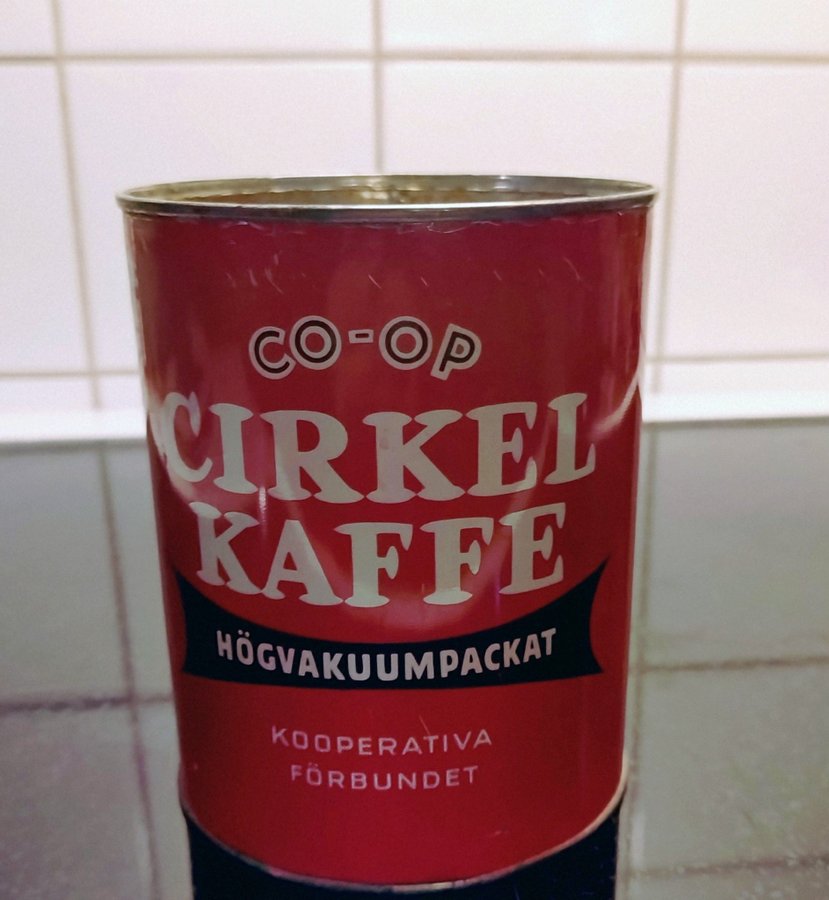 CO-OP
CIRKEL
KAFFE
HÖGVAKUUMPACKAT
KOOPERATIVA
FÖRBUNDET